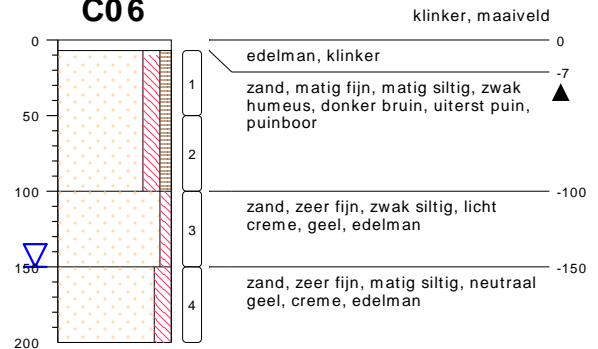 C06
klinker, maaiveld
0
0
edelman, klinker
-7
zand, matig fijn, matig siltig, zwak
humeus, donker bruin, uiterst puin,
puinboor
1
50
2
100
-100
zand, zeer fijn, zwak siltig, licht
creme, geel, edelman
3
150
-150
zand, zeer fijn, matig siltig, neutraal
geel, creme, edelman
4
200